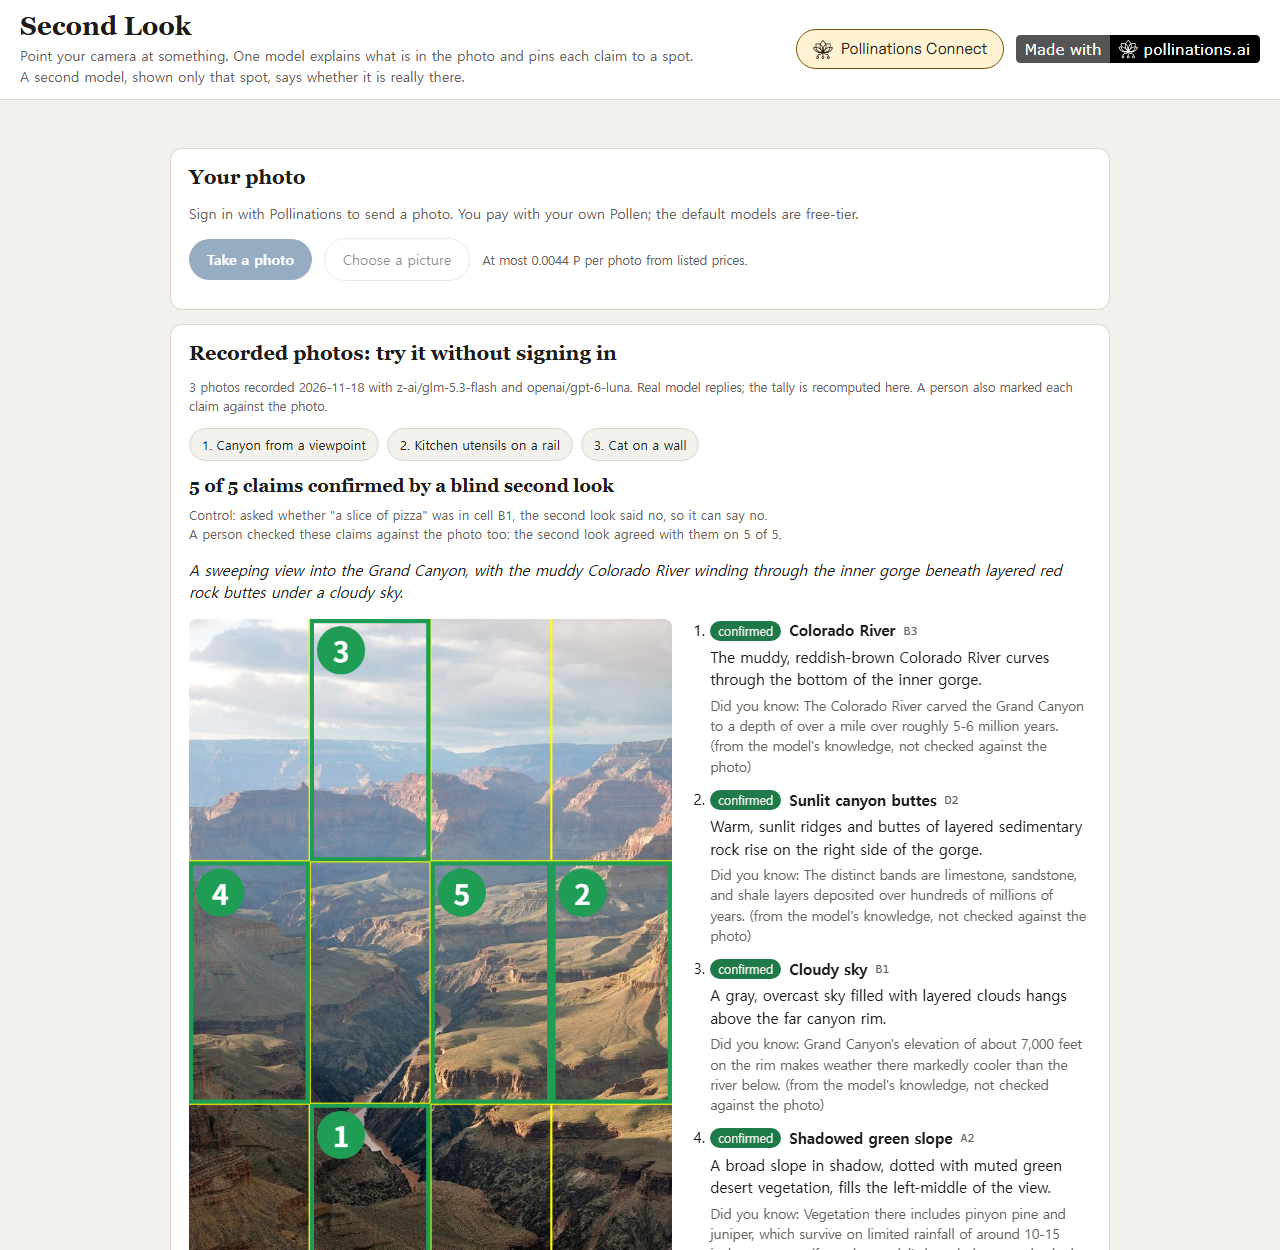 Second Look
Point your camera at something. One model explains what is in the photo and pins each claim to a spot.
A second model, shown only that spot, says whether it is really there.
Pollinations Connect
Made with pollinations.ai
Your photo
Sign in with Pollinations to send a photo. You pay with your own Pollen; the default models are free-tier.
Take a photo
Choose a picture
At most 0.0044 P per photo from listed prices.
Recorded photos: try it without signing in
3 photos recorded 2026-11-18 with z-ai/glm-5.3-flash and openai/gpt-6-luna. Real model replies; the tally is recomputed here. A person also marked each
claim against the photo.
1. Canyon from a viewpoint
2. Kitchen utensils on a rail
3. Cat on a wall
5 of 5 claims confirmed by a blind second look
Control: asked whether "a slice of pizza" was in cell B1, the second look said no, so it can say no.
A person checked these claims against the photo too: the second look agreed with them on 5 of 5.
A sweeping view into the Grand Canyon, with the muddy Colorado River winding through the inner gorge beneath layered red
rock buttes under a cloudy sky.
3
4
5
2
1
1. confirmed Colorado River B3
The muddy, reddish-brown Colorado River curves
through the bottom of the inner gorge.
Did you know: The Colorado River carved the Grand Canyon
to a depth of over a mile over roughly 5-6 million years.
(from the model's knowledge, not checked against the
photo)
2. confirmed Sunlit canyon buttes D2
Warm, sunlit ridges and buttes of layered sedimentary
rock rise on the right side of the gorge.
Did you know: The distinct bands are limestone, sandstone,
and shale layers deposited over hundreds of millions of
years. (from the model's knowledge, not checked against the
photo)
3. confirmed Cloudy sky B1
A gray, overcast sky filled with layered clouds hangs
above the far canyon rim.
Did you know: Grand Canyon's elevation of about 7,000 feet
on the rim makes weather there markedly cooler than the
river below. (from the model's knowledge, not checked
against the photo)
4. confirmed Shadowed green slope A2
A broad slope in shadow, dotted with muted green
desert vegetation, fills the left-middle of the view.
Did you know: Vegetation there includes pinyon pine and
juniper, which survive on limited rainfall of around 10-15